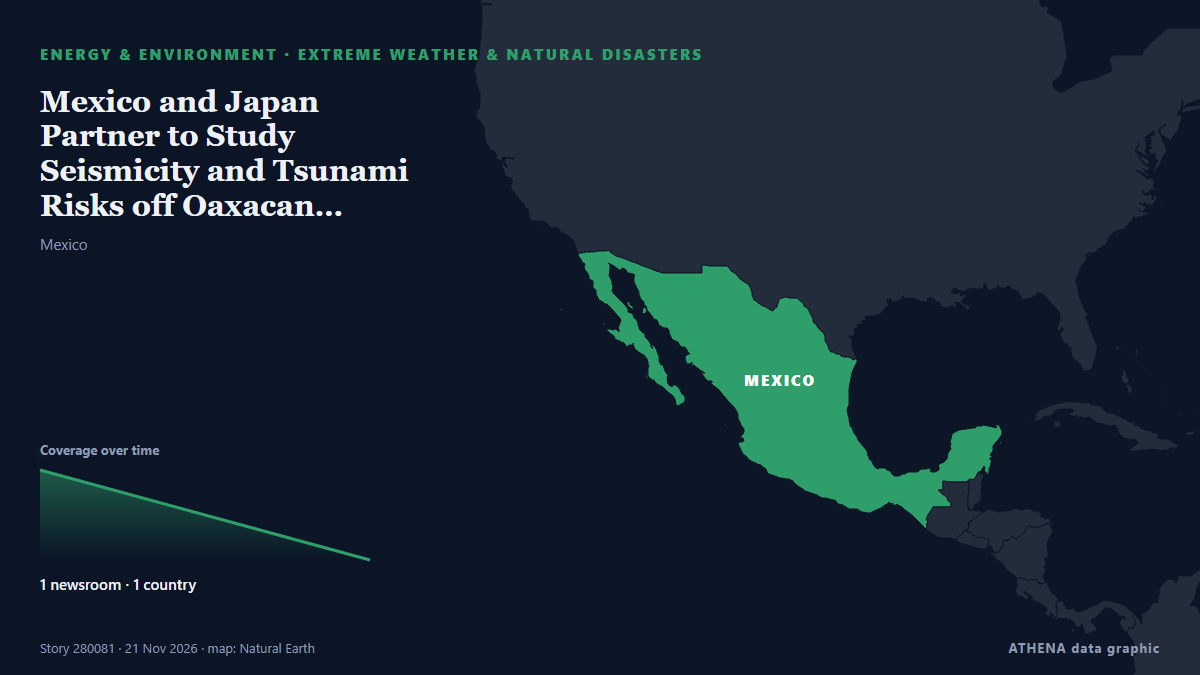 ENERGY & ENVIRONMENT · EXTREME WEATHER & NATURAL DISASTERS
Mexico and Japan
Partner to Study
Seismicity and Tsunami
Risks off Oaxacan...
Mexico
MEXICO
Coverage over time
1 newsroom · 1 country
Story 280081 · 21 Nov 2026 · map: Natural Earth
ATHENA data graphic